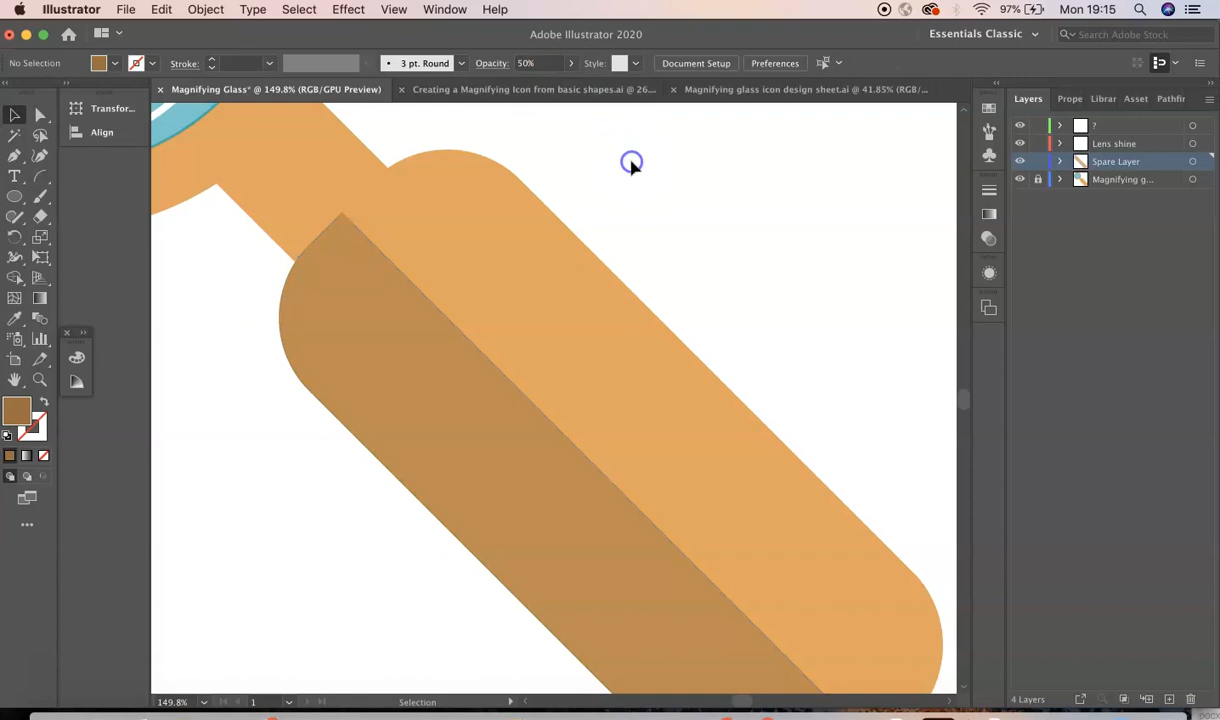 Illustrator File Edit Object Type Select Effect View Window Help 97% Mon 19:15
Adobe Illustrator 2020 Essentials Classic Search Adobe Stock
No Selection Stroke: 3 pt. Round Opacity: 50% Style: Document Setup Preferences
Magnifying Glass* @ 149.8% (RGB/GPU Preview) Creating a Magnifying Icon from basic shapes.ai @ 26.... Magnifying glass icon design sheet.ai @ 41.85% (RGB/... Layers Prope Librar Asset Pathfir
Transfor...
Align
?
Lens shine
Spare Layer
Magnifying g...
149.8% 1 Selection 4 Layers